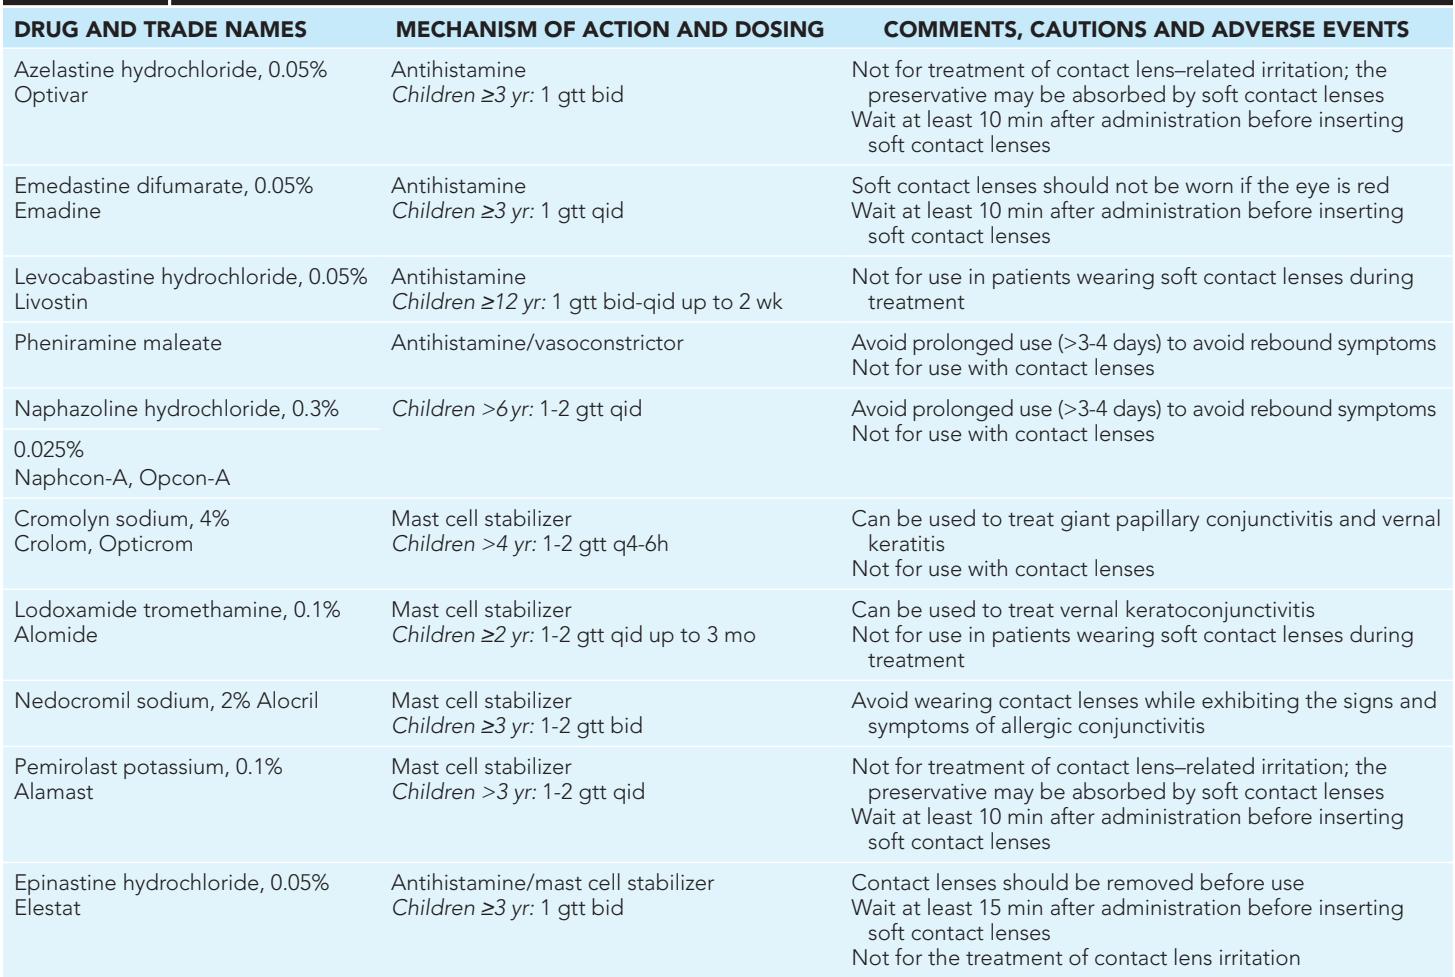 DRUG AND TRADE NAMES MECHANISM OF ACTION AND DOSING COMMENTS, CAUTIONS AND ADVERSE EVENTS
Azelastine hydrochloride, 0.05%
Optivar
Antihistamine
Children ≥3 yr: 1 gtt bid
Not for treatment of contact lens–related irritation; the
preservative may be absorbed by soft contact lenses
Wait at least 10 min after administration before inserting
soft contact lenses
Emedastine difumarate, 0.05%
Emadine
Antihistamine
Children ≥3 yr: 1 gtt qid
Soft contact lenses should not be worn if the eye is red
Wait at least 10 min after administration before inserting
soft contact lenses
Levocabastine hydrochloride, 0.05%
Livostin
Antihistamine
Children ≥12 yr: 1 gtt bid-qid up to 2 wk
Not for use in patients wearing soft contact lenses during
treatment
Pheniramine maleate
Antihistamine/vasoconstrictor
Avoid prolonged use (>3-4 days) to avoid rebound symptoms
Not for use with contact lenses
Naphazoline hydrochloride, 0.3%
0.025%
Naphcon-A, Opcon-A
Children >6 yr: 1-2 gtt qid
Avoid prolonged use (>3-4 days) to avoid rebound symptoms
Not for use with contact lenses
Cromolyn sodium, 4%
Crolom, Opticrom
Mast cell stabilizer
Children >4 yr: 1-2 gtt q4-6h
Can be used to treat giant papillary conjunctivitis and vernal
keratitis
Not for use with contact lenses
Lodoxamide tromethamine, 0.1%
Alomide
Mast cell stabilizer
Children ≥2 yr: 1-2 gtt qid up to 3 mo
Can be used to treat vernal keratoconjunctivitis
Not for use in patients wearing soft contact lenses during
treatment
Nedocromil sodium, 2% Alocril
Mast cell stabilizer
Children ≥3 yr: 1-2 gtt bid
Avoid wearing contact lenses while exhibiting the signs and
symptoms of allergic conjunctivitis
Pemirolast potassium, 0.1%
Alamast
Mast cell stabilizer
Children >3 yr: 1-2 gtt qid
Not for treatment of contact lens–related irritation; the
preservative may be absorbed by soft contact lenses
Wait at least 10 min after administration before inserting
soft contact lenses
Epinastine hydrochloride, 0.05%
Elestat
Antihistamine/mast cell stabilizer
Children ≥3 yr: 1 gtt bid
Contact lenses should be removed before use
Wait at least 15 min after administration before inserting
soft contact lenses
Not for the treatment of contact lens irritation